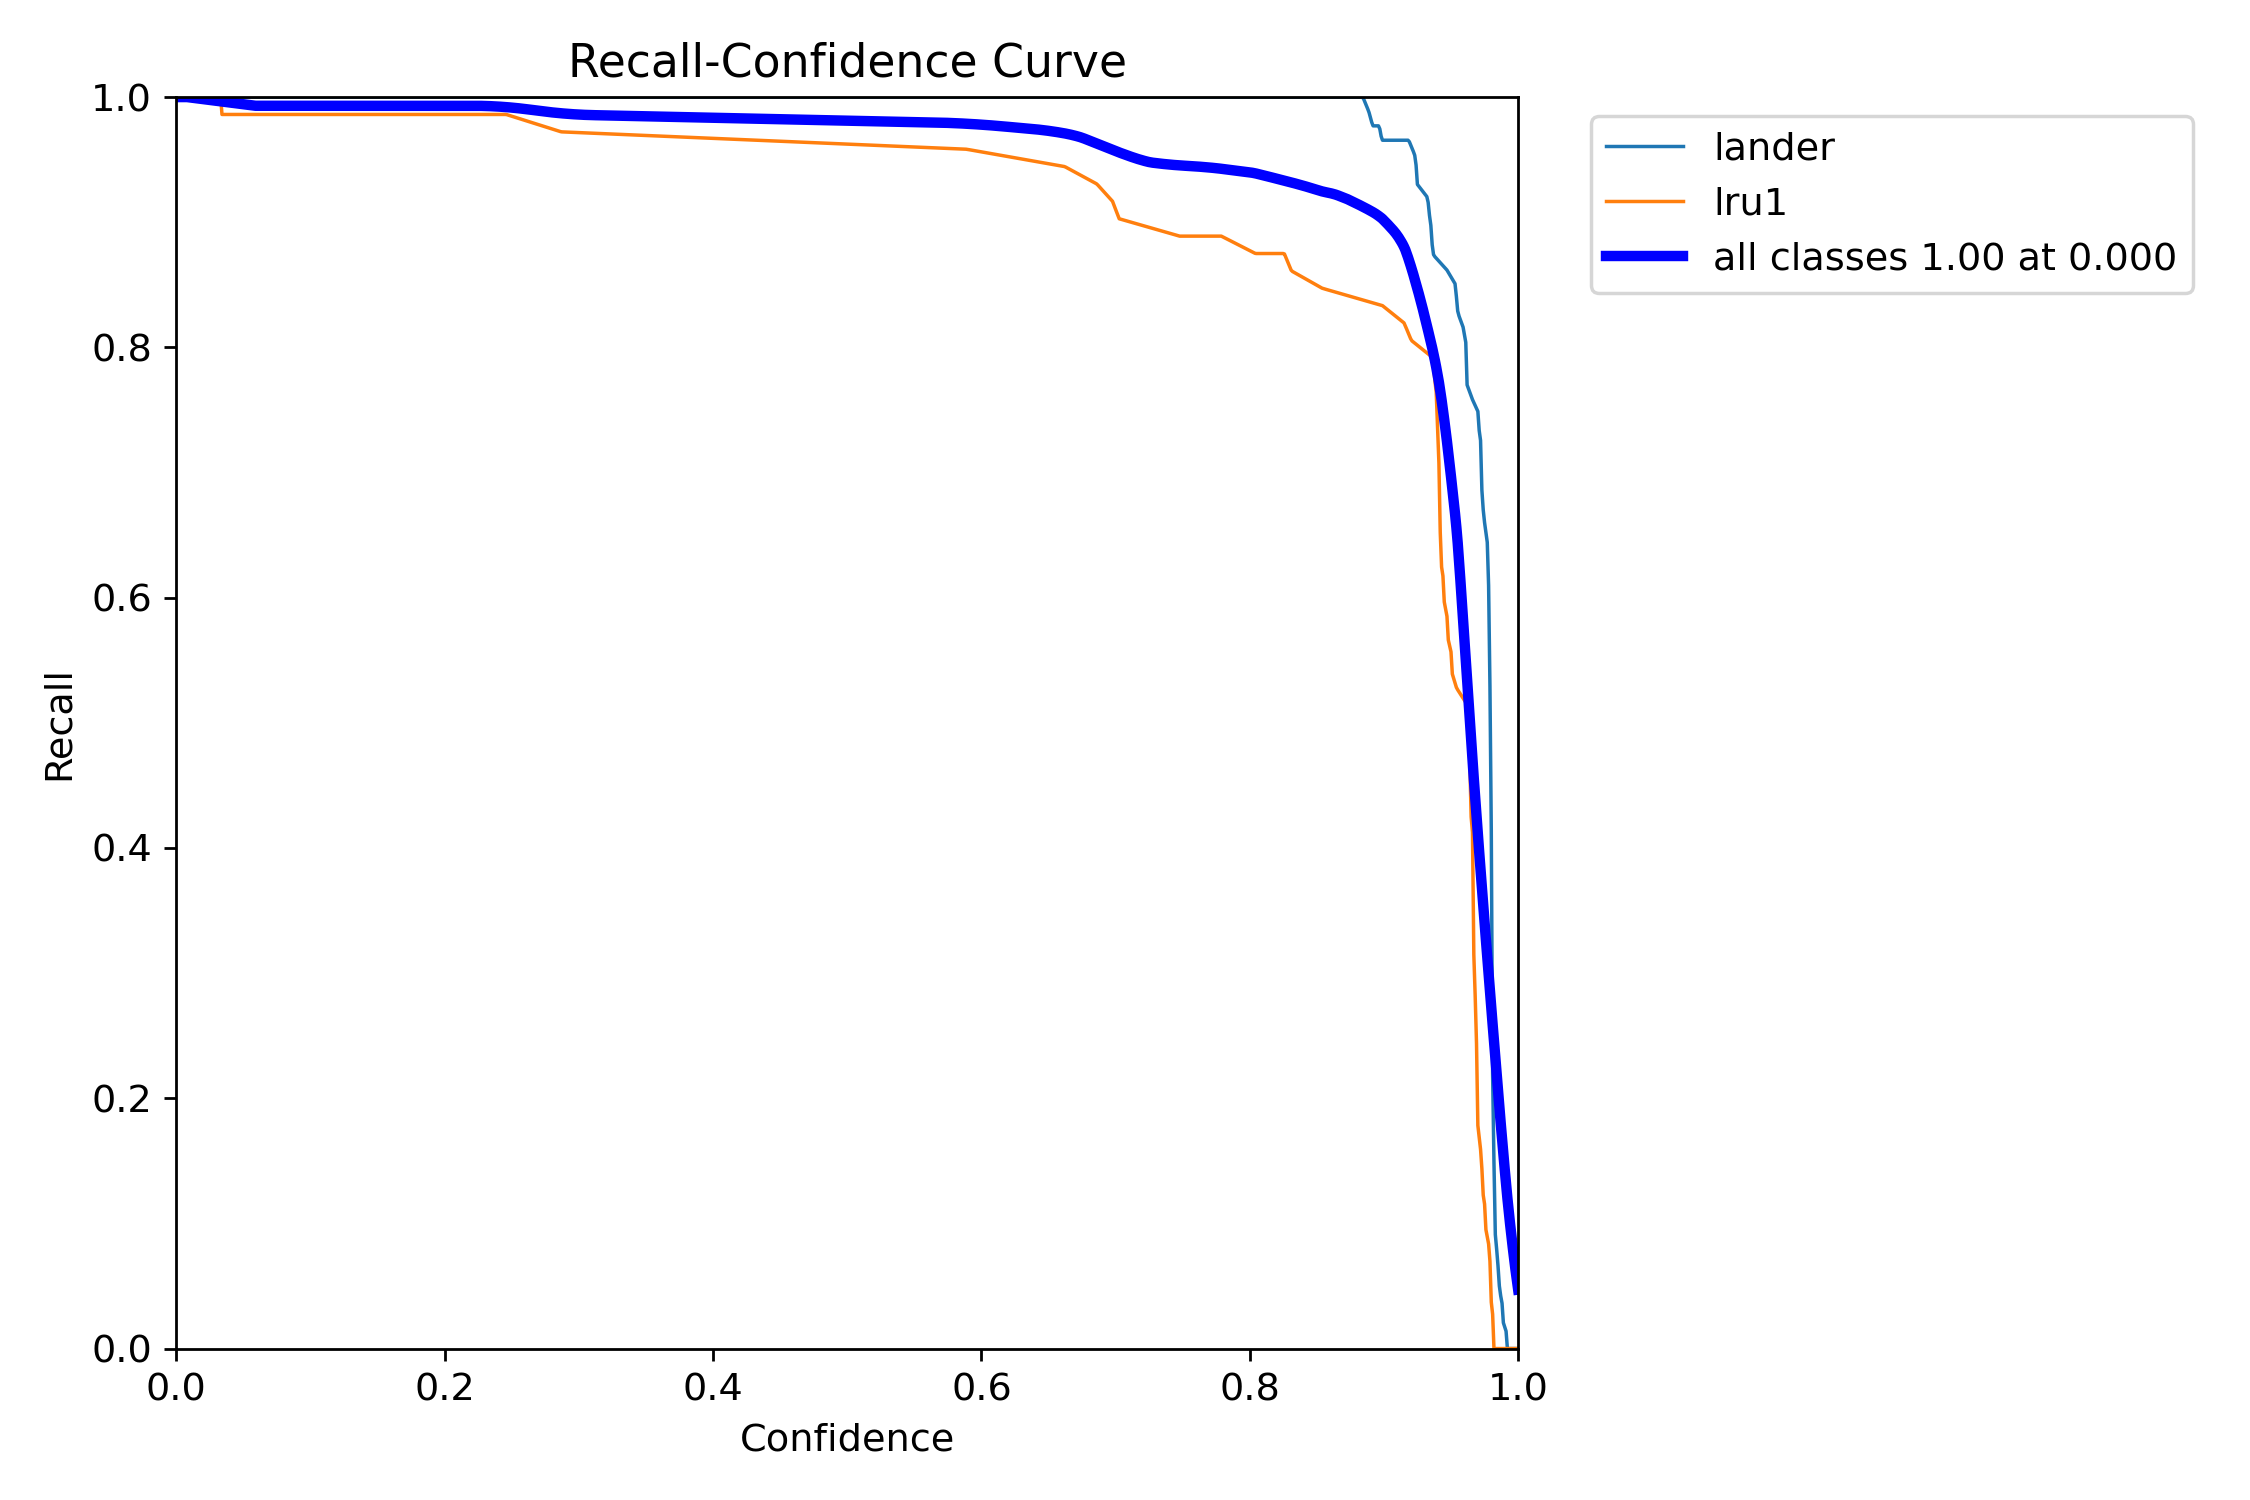 Recall-Confidence Curve
1.0
0.8
0.6
0.4
0.2
0.0
Recall
0.0 0.2 0.4 0.6 0.8 1.0
Confidence
lander
lru1
all classes 1.00 at 0.000